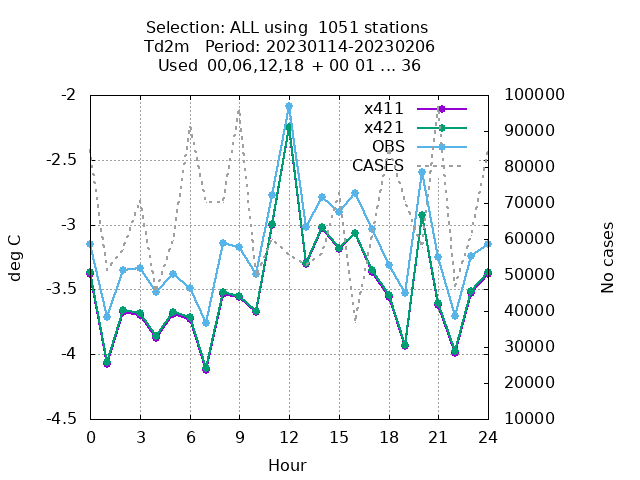 Selection: ALL using  1051 stations
Td2m   Period: 20230114-20230206
Used  00,06,12,18  + 00 01 ... 36
x411
x421
OBS
CASES
-2
-2.5
-3
-3.5
-4
-4.5
100000
90000
80000
70000
60000
50000
40000
30000
20000
10000
deg C
No cases
0 3 6 9 12 15 18 21 24
Hour